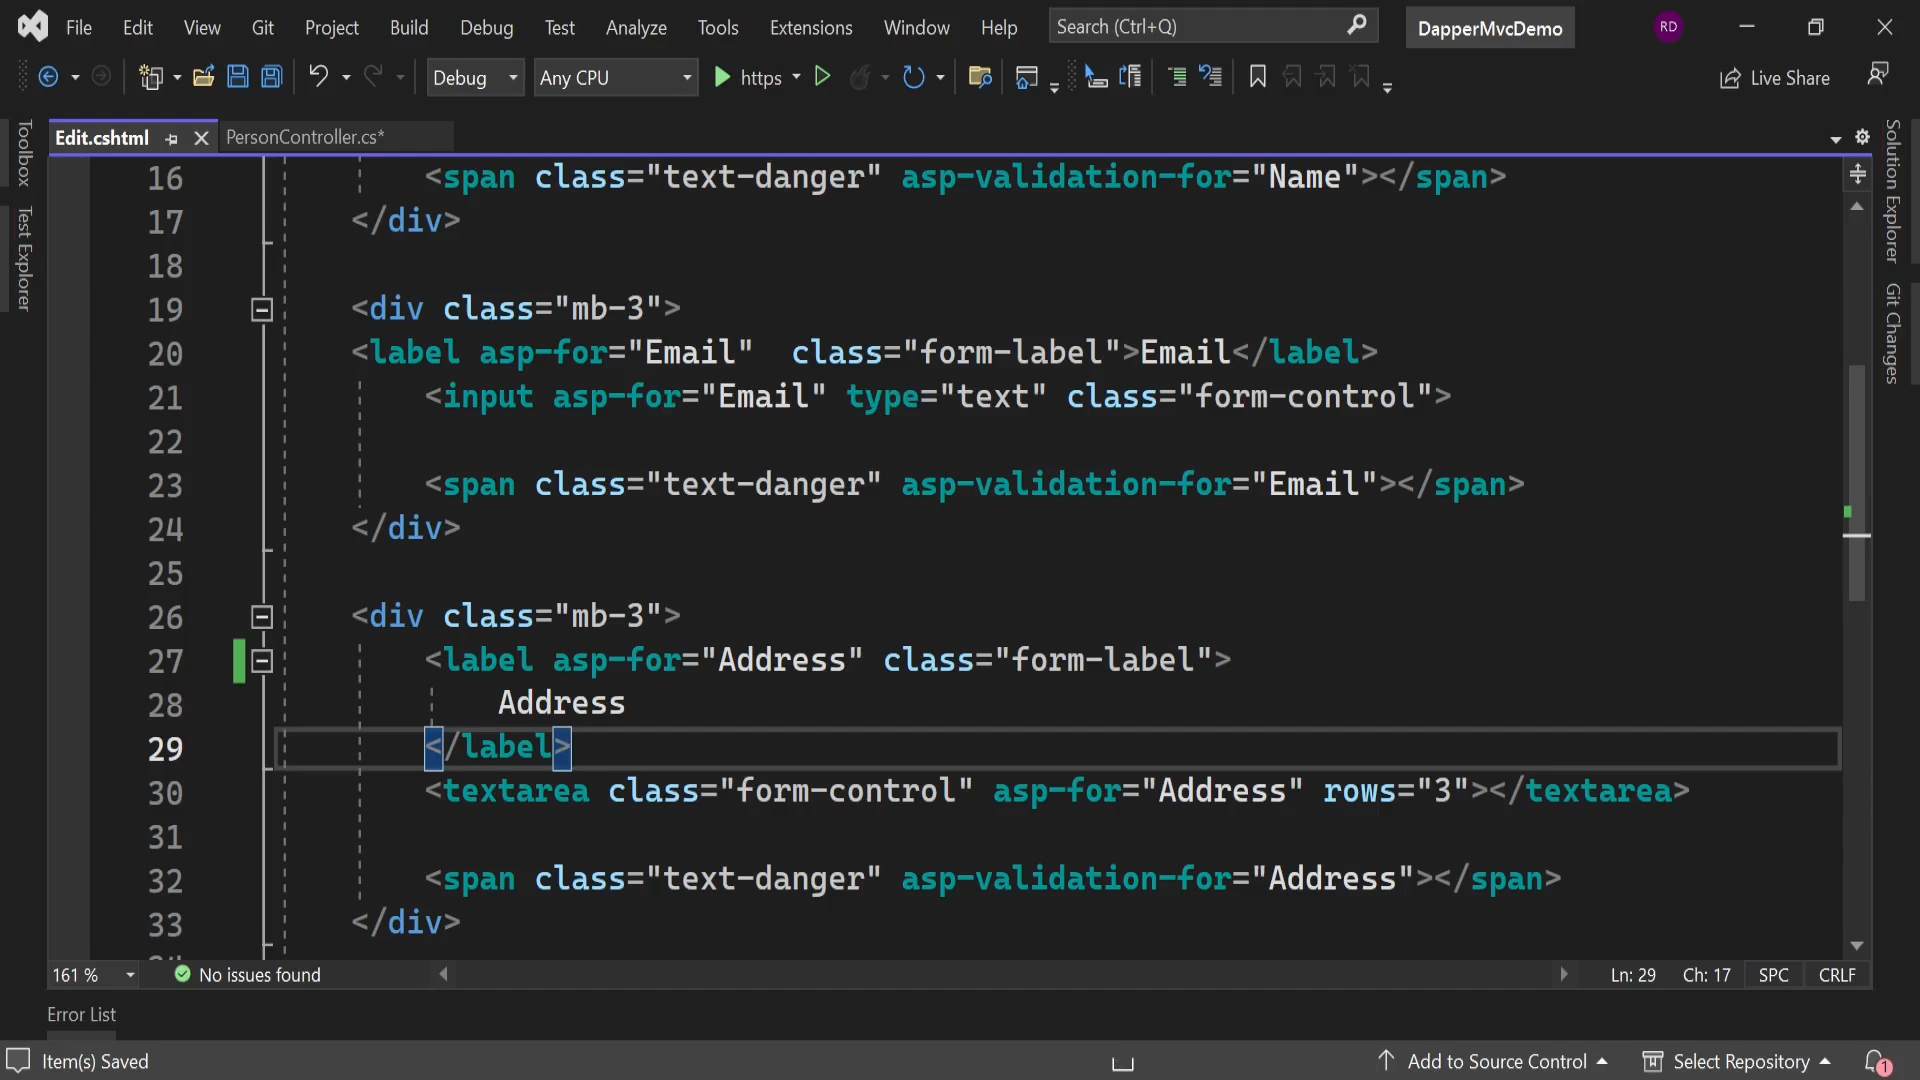 File Edit View Git Project Build Debug Test Analyze Tools Extensions Window Help Search (Ctrl+Q) DapperMvcDemo RD
Debug Any CPU https Live Share
Toolbox
Test Explorer
Edit.cshtml PersonController.cs*
Solution Explorer
Git Changes
16 <span class="text-danger" asp-validation-for="Name"></span>
17 </div>
18
19 <div class="mb-3">
20 <label asp-for="Email"  class="form-label">Email</label>
21 <input asp-for="Email" type="text" class="form-control">
22
23 <span class="text-danger" asp-validation-for="Email"></span>
24 </div>
25
26 <div class="mb-3">
27 <label asp-for="Address" class="form-label">
28 Address
29 </label>
30 <textarea class="form-control" asp-for="Address" rows="3"></textarea>
31
32 <span class="text-danger" asp-validation-for="Address"></span>
33 </div>
161 % No issues found Ln: 29 Ch: 17 SPC CRLF
Error List
Item(s) Saved Add to Source Control Select Repository 1